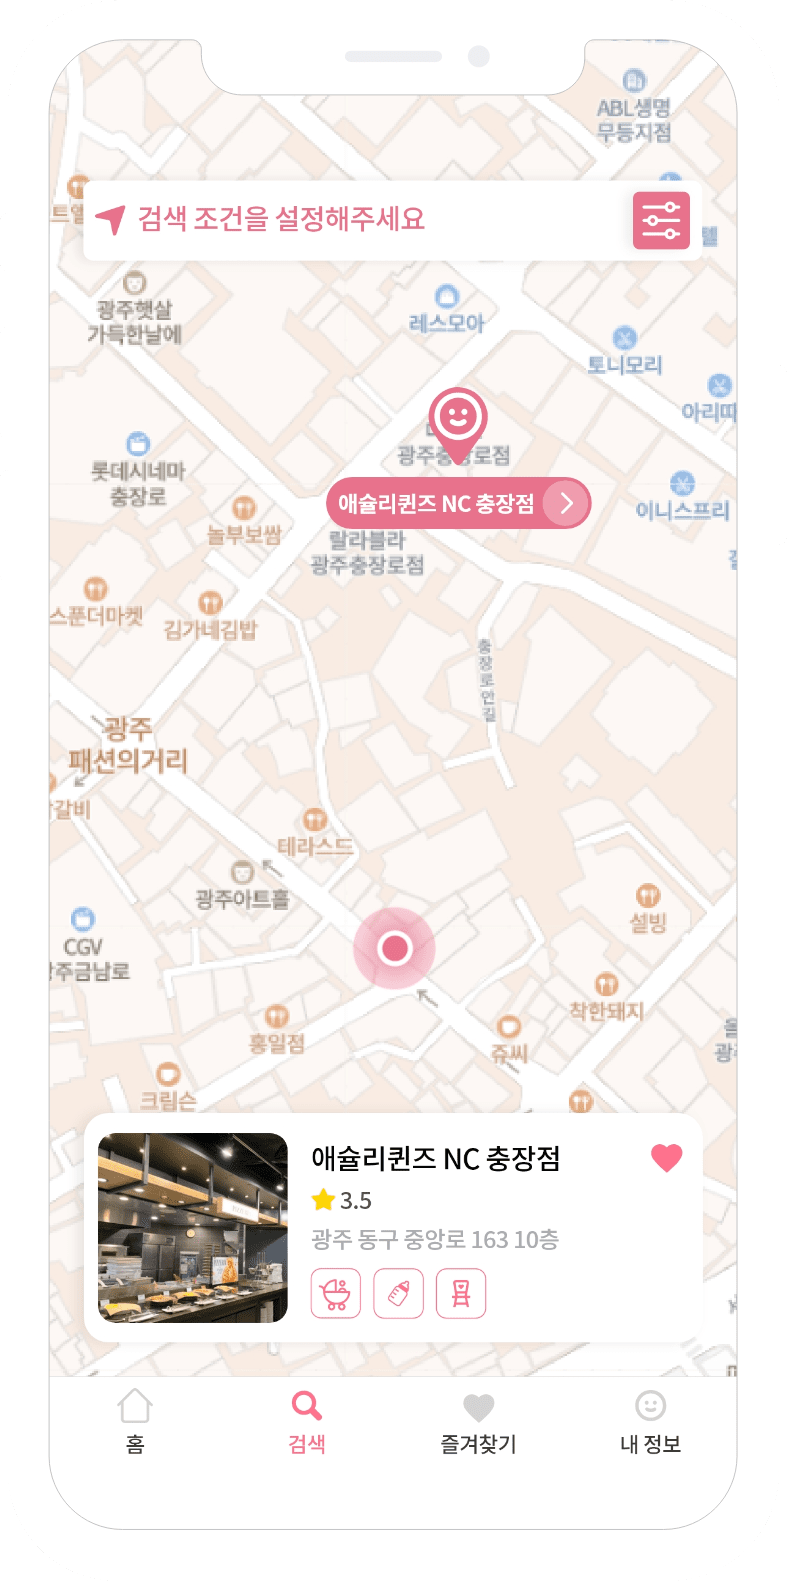 ABL생명
무등지점
검색 조건을 설정해주세요
광주햇살
가득한날에
레스모아
토니모리
아리따
롯데시네마
충장로
이니스프리
놀부보쌈
애슐리퀸즈 NC 충장점
랄라블라
광주충장로점
스푼더마켓
김가네김밥
충장로안길
광주
패션의거리
갈비
테라스드
광주아트홀
CGV
광주금남로
설빙
착한돼지
홍일점
쥬씨
크림슨
애슐리퀸즈 NC 충장점
3.5
광주 동구 중앙로 163 10층
홈
검색
즐겨찾기
내 정보